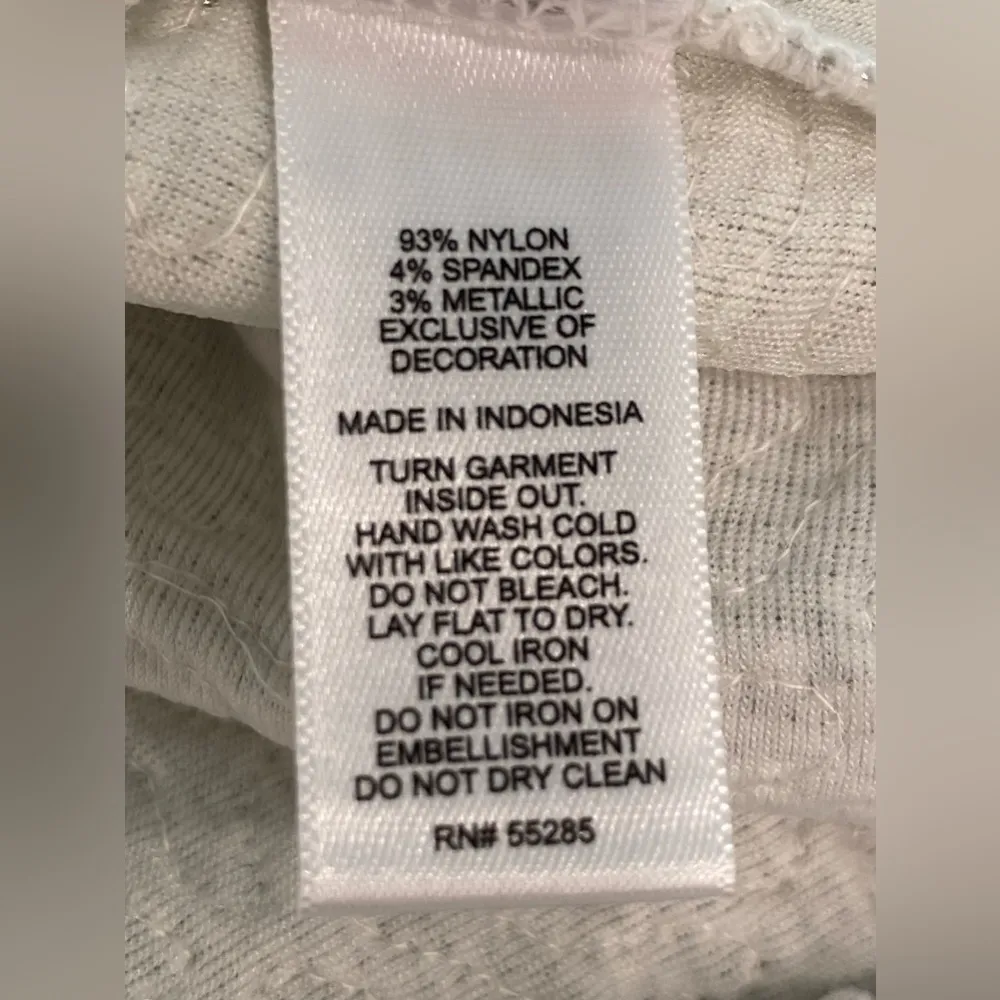 93% NYLON
4% SPANDEX
3% METALLIC
EXCLUSIVE OF
DECORATION
MADE IN INDONESIA
TURN GARMENT
INSIDE OUT.
HAND WASH COLD
WITH LIKE COLORS.
DO NOT BLEACH.
LAY FLAT TO DRY.
COOL IRON
IF NEEDED.
DO NOT IRON ON
EMBELLISHMENT
DO NOT DRY CLEAN
RN# 55285